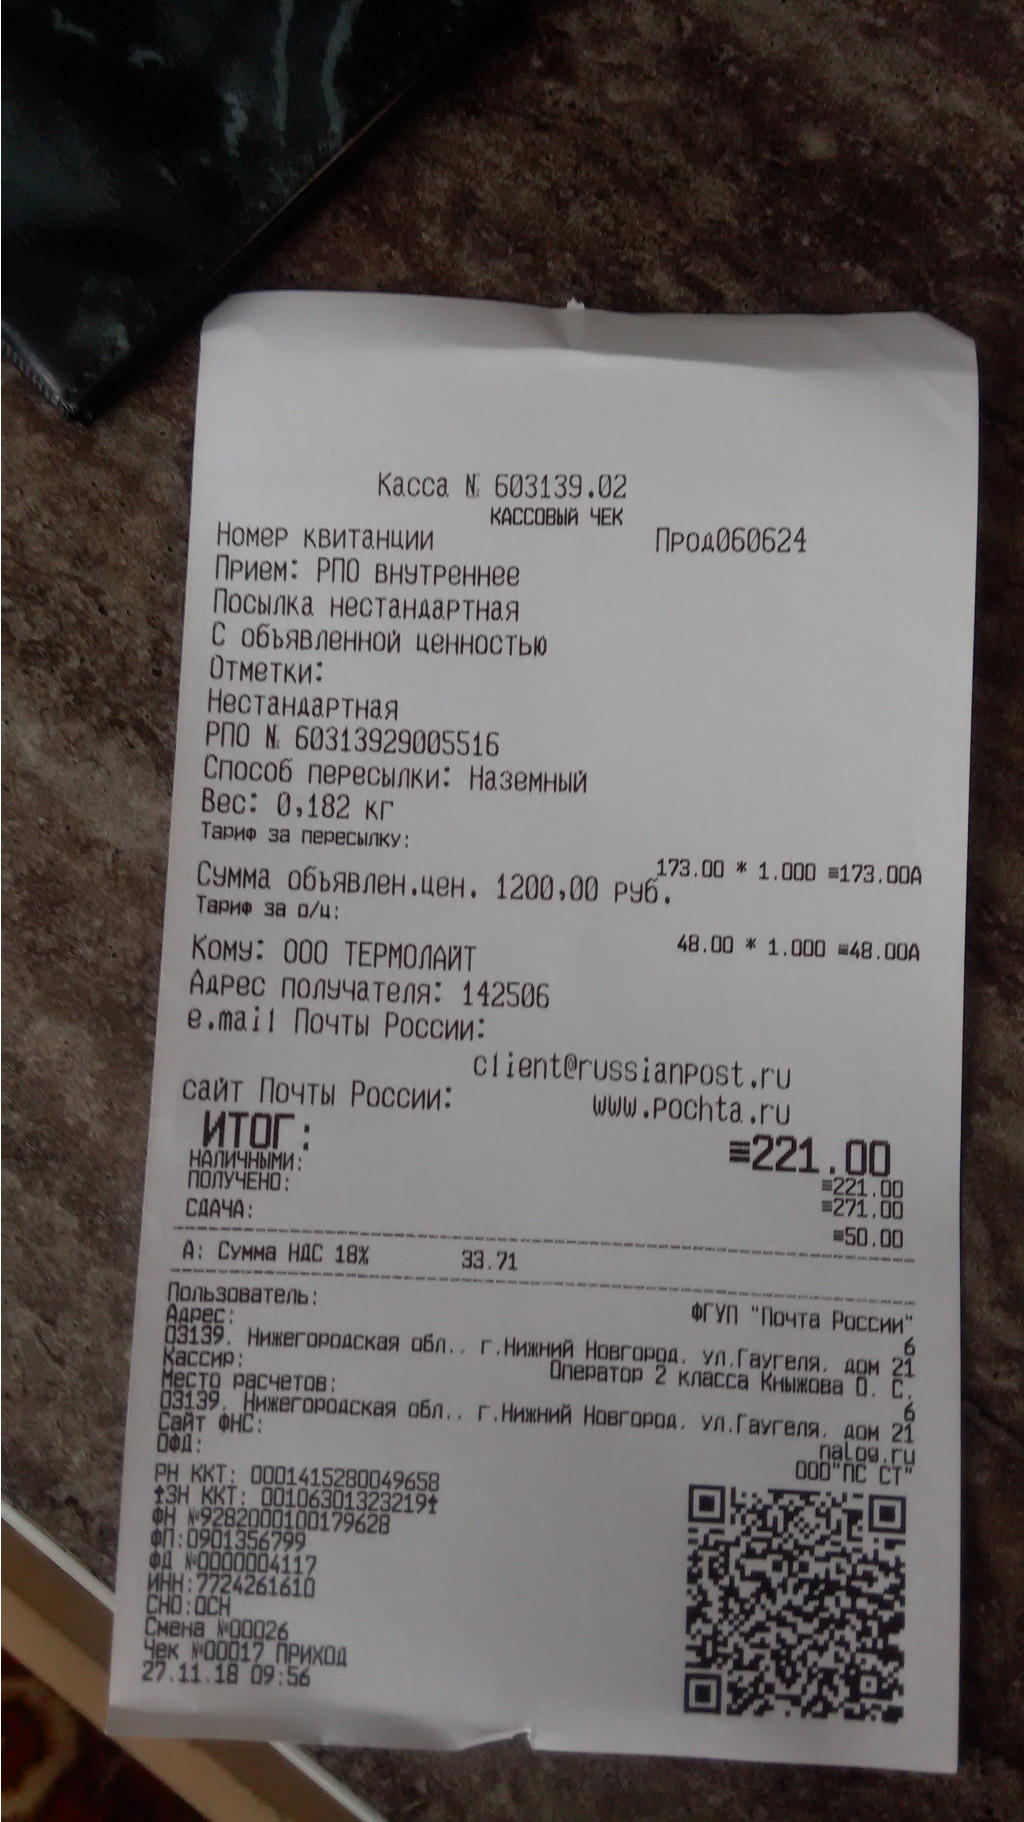 Касса № 603139.02
КАССОВЫЙ ЧЕК
Номер квитанции Прод060624
Прием: РПО внутреннее
Посылка нестандартная
С объявленной ценностью
Отметки:
Нестандартная
РПО № 60313929005516
Способ пересылки: Наземный
Вес: 0,182 кг
Тариф за пересылку:
173.00 * 1.000 ≡173.00А
Сумма объявлен.цен. 1200,00 руб.
Тариф за о/ц:
48.00 * 1.000 ≡48.00А
Кому: ООО ТЕРМОЛАЙТ
Адрес получателя: 142506
e.mail Почты России:
client@russianpost.ru
сайт Почты России:
www.pochta.ru
ИТОГ: ≡221.00
НАЛИЧНЫМИ: ≡221.00
ПОЛУЧЕНО: ≡271.00
СДАЧА: ≡50.00
А: Сумма НДС 18% 33.71
Пользователь: ФГУП "Почта России"
Адрес: 6
03139, Нижегородская обл., г.Нижний Новгород, ул.Гаугеля, дом 21
Кассир: Оператор 2 класса Кныжова О. С.
Место расчетов: 6
03139, Нижегородская обл., г.Нижний Новгород, ул.Гаугеля, дом 21
Сайт ФНС: nalog.ru
ОФД: ООО"ПС СТ"
РН ККТ: 0001415280049658
↑ЗН ККТ: 00106301323219↑
ФН №9282000100179628
ФП:0901356799
ФД №0000004117
ИНН:7724261610
СНО:ОСН
Смена №00026
Чек №00017 ПРИХОД
27.11.18 09:56